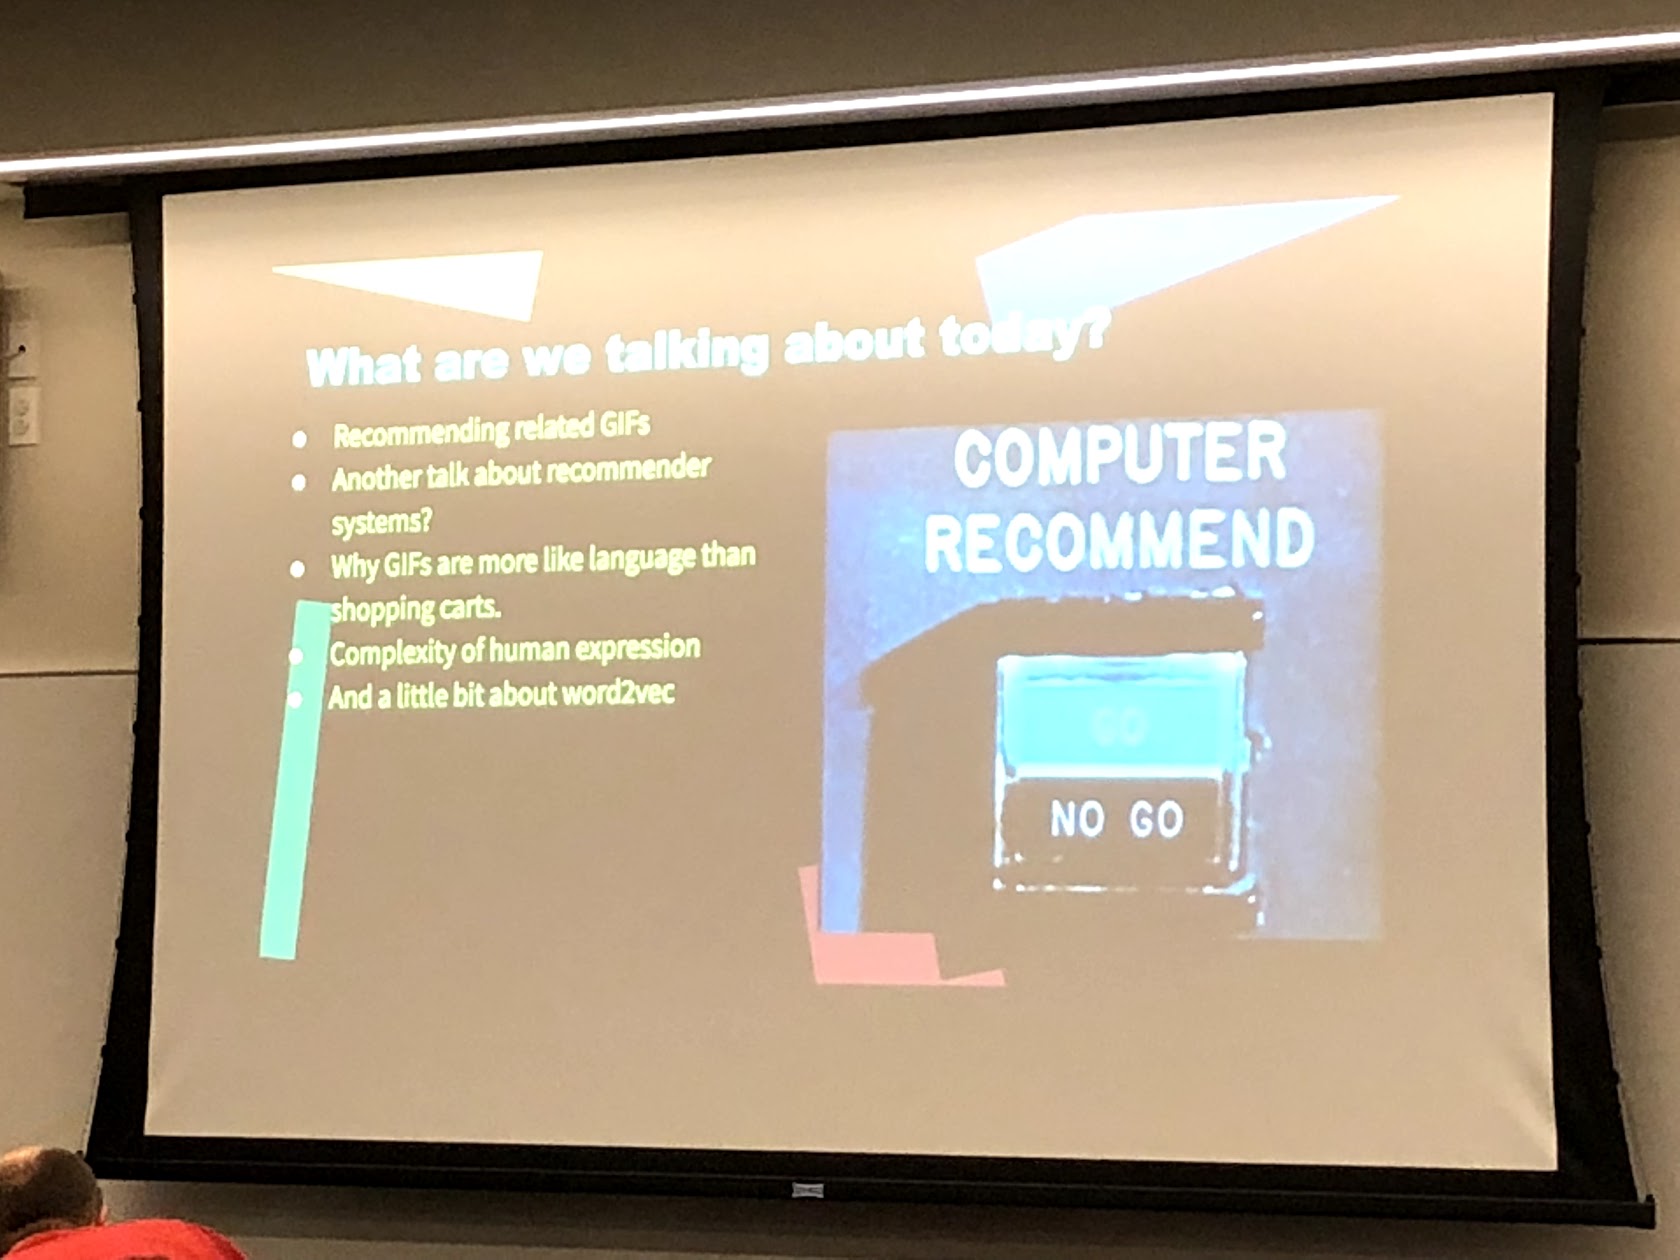 What are we talking about today?
Recommending related GIFs
Another talk about recommender
systems?
Why GIFs are more like language than
shopping carts.
Complexity of human expression
And a little bit about word2vec
COMPUTER
RECOMMEND
GO
NO GO